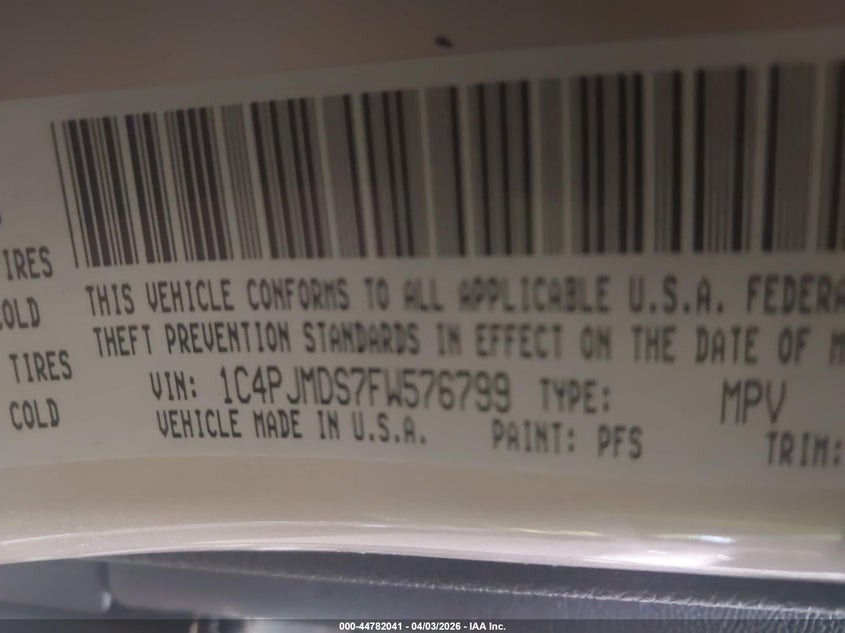 IRES
COLD
TIRES
COLD
THIS VEHICLE CONFORMS TO ALL APPLICABLE U.S.A. FEDERA
THEFT PREVENTION STANDARDS IN EFFECT ON THE DATE OF M
VIN: 1C4PJMDS7FW576799 TYPE: MPV
VEHICLE MADE IN U.S.A. PAINT: PFS TRIM:
000-44782041 - 04/03/2026 - IAA Inc.